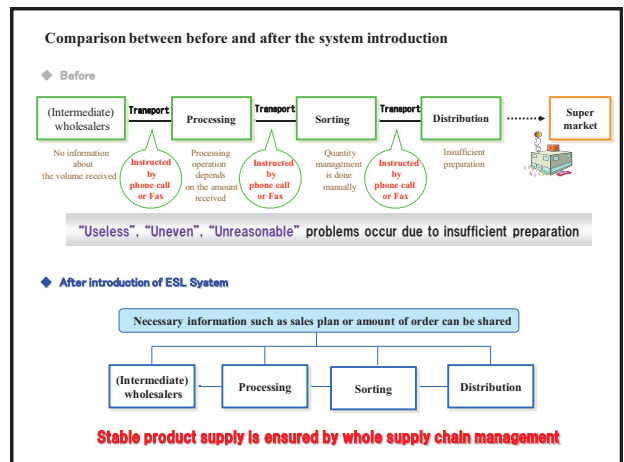 Comparison between before and after the system introduction
◆ Before
Transport
Transport
Transport
(Intermediate)
wholesalers
Processing
Sorting
Distribution
Super
market
No information
about
the volume received
Instructed
by
phone call
or Fax
Processing
operation
depends
on the amount
received
Instructed
by
phone call
or Fax
Quantity
management
is done
manually
Instructed
by
phone call
or Fax
Insufficient
preparation
“Useless”, “Uneven”, “Unreasonable” problems occur due to insufficient preparation
◆ After introduction of ESL System
Necessary information such as sales plan or amount of order can be shared
(Intermediate)
wholesalers
Processing
Sorting
Distribution
Stable product supply is ensured by whole supply chain management